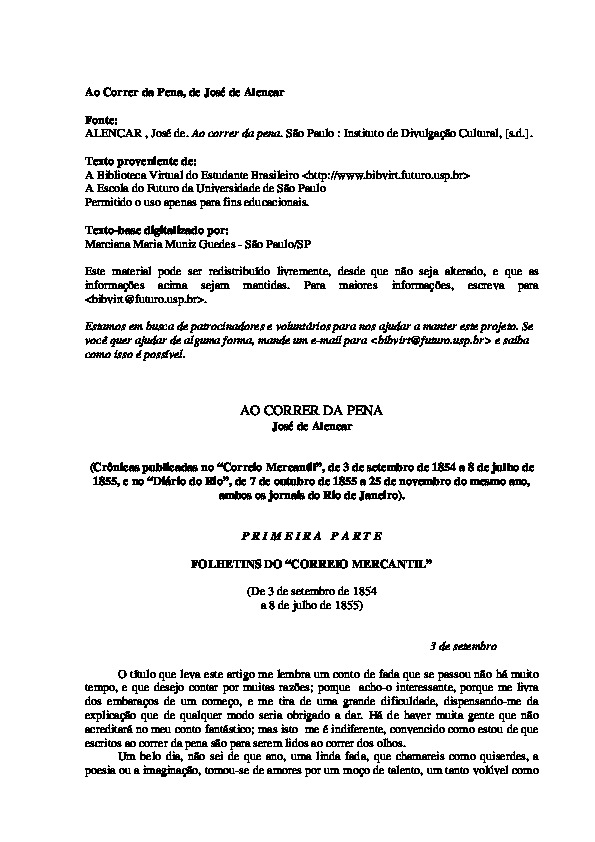 Ao Correr da Pena, de José de Alencar
Fonte:
ALENCAR , José de. Ao correr da pena. São Paulo : Instituto de Divulgação Cultural, [s.d.].
Texto proveniente de:
A Biblioteca Virtual do Estudante Brasileiro <http://www.bibvirt.futuro.usp.br>
A Escola do Futuro da Universidade de São Paulo
Permitido o uso apenas para fins educacionais.
Texto-base digitalizado por:
Marciana Maria Muniz Guedes - São Paulo/SP
Este material pode ser redistribuído livremente, desde que não seja alterado, e que as
informações acima sejam mantidas. Para maiores informações, escreva para
<bibvirt@futuro.usp.br>.
Estamos em busca de patrocinadores e voluntários para nos ajudar a manter este projeto. Se
você quer ajudar de alguma forma, mande um e-mail para <bibvirt@futuro.usp.br> e saiba
como isso é possível.
AO CORRER DA PENA
José de Alencar
(Crônicas publicadas no “Correio Mercantil”, de 3 de setembro de 1854 a 8 de julho de
1855, e no “Diário do Rio”, de 7 de outubro de 1855 a 25 de novembro do mesmo ano,
ambos os jornais do Rio de Janeiro).
P R I M E I R A P A R T E
FOLHETINS DO “CORREIO MERCANTIL”
(De 3 de setembro de 1854
a 8 de julho de 1855)
3 de setembro
O título que leva este artigo me lembra um conto de fada que se passou não há muito
tempo, e que desejo contar por muitas razões; porque acho-o interessante, porque me livra
dos embaraços de um começo, e me tira de uma grande dificuldade, dispensando-me da
explicação que de qualquer modo seria obrigado a dar. Há de haver muita gente que não
acreditará no meu conto fantástico; mas isto me é indiferente, convencido como estou de que
escritos ao correr da pena são para serem lidos ao correr dos olhos.
Um belo dia, não sei de que ano, uma linda fada, que chamareis como quiserdes, a
poesia ou a imaginação, tomou-se de amores por um moço de talento, um tanto volúvel como